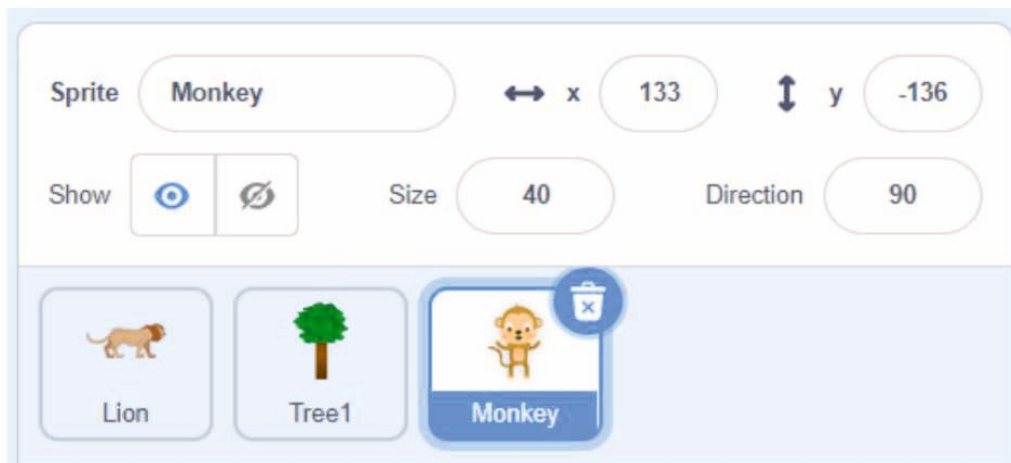 Sprite Monkey x 133 y -136
Show Size 40 Direction 90
Lion Tree1 Monkey